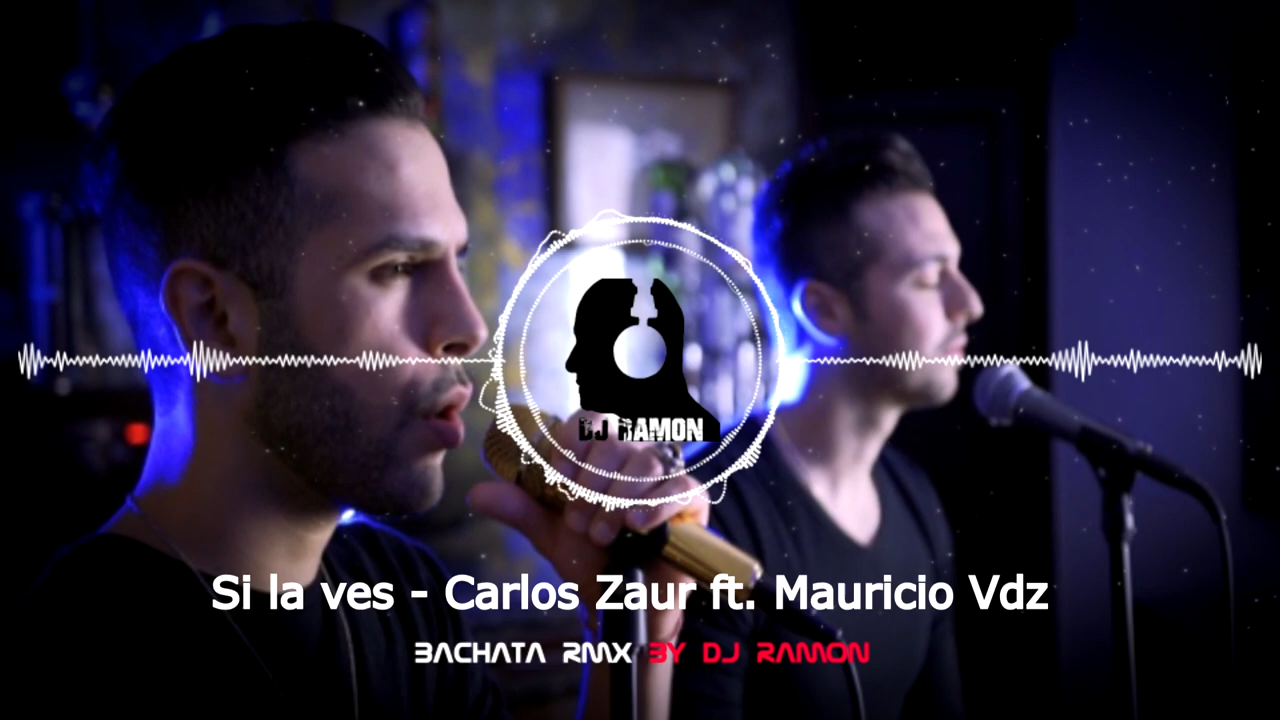 DJ RAMON
Si la ves - Carlos Zaur ft. Mauricio Vdz
BACHATA RMX BY DJ RAMON